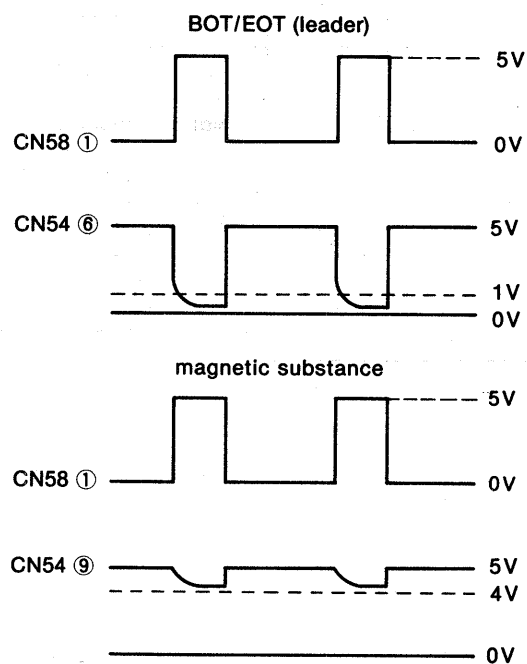 BOT/EOT (leader)
5V
CN58 ① 0V
CN54 ⑥ 5V
1V
0V
magnetic substance
5V
CN58 ① 0V
CN54 ⑨ 5V
4V
0V